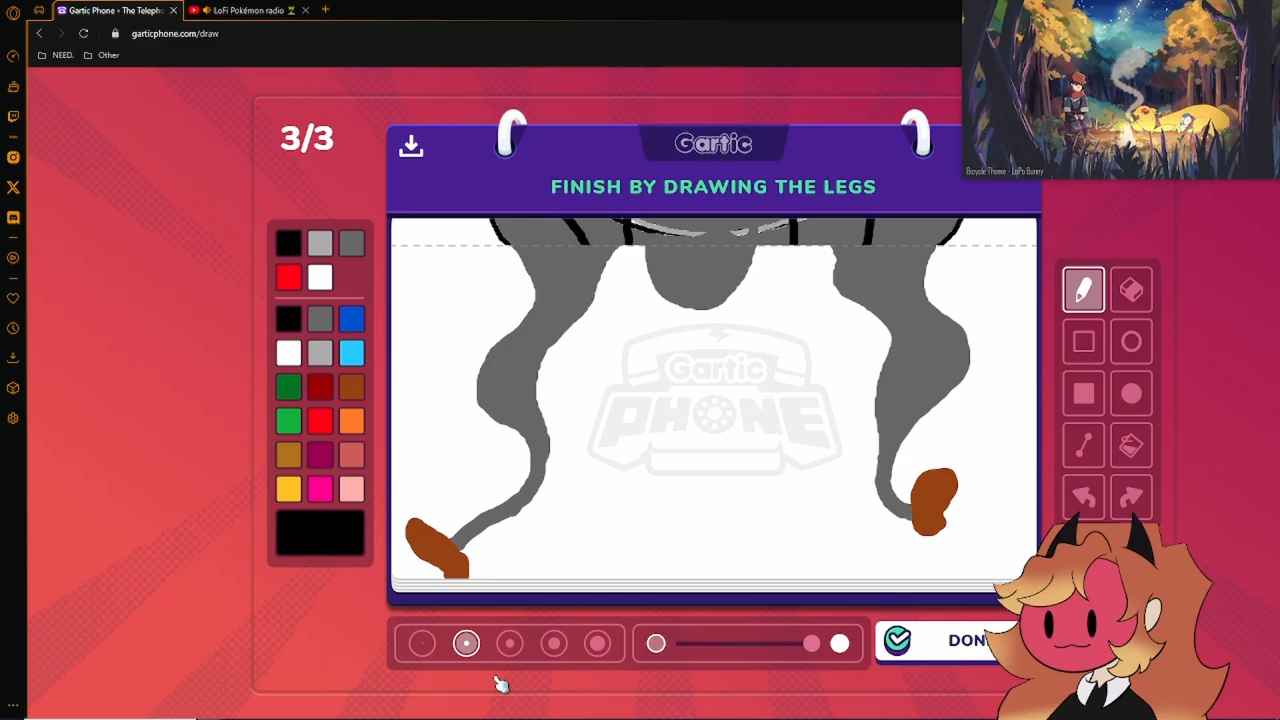 Gartic Phone - The Teleph
LoFi Pokémon radio
garticphone.com/draw
NEED.
Other
3/3
Gartic
FINISH BY DRAWING THE LEGS
Bicycle Theme - LoFo Bunny
Gartic
PHONE
DON